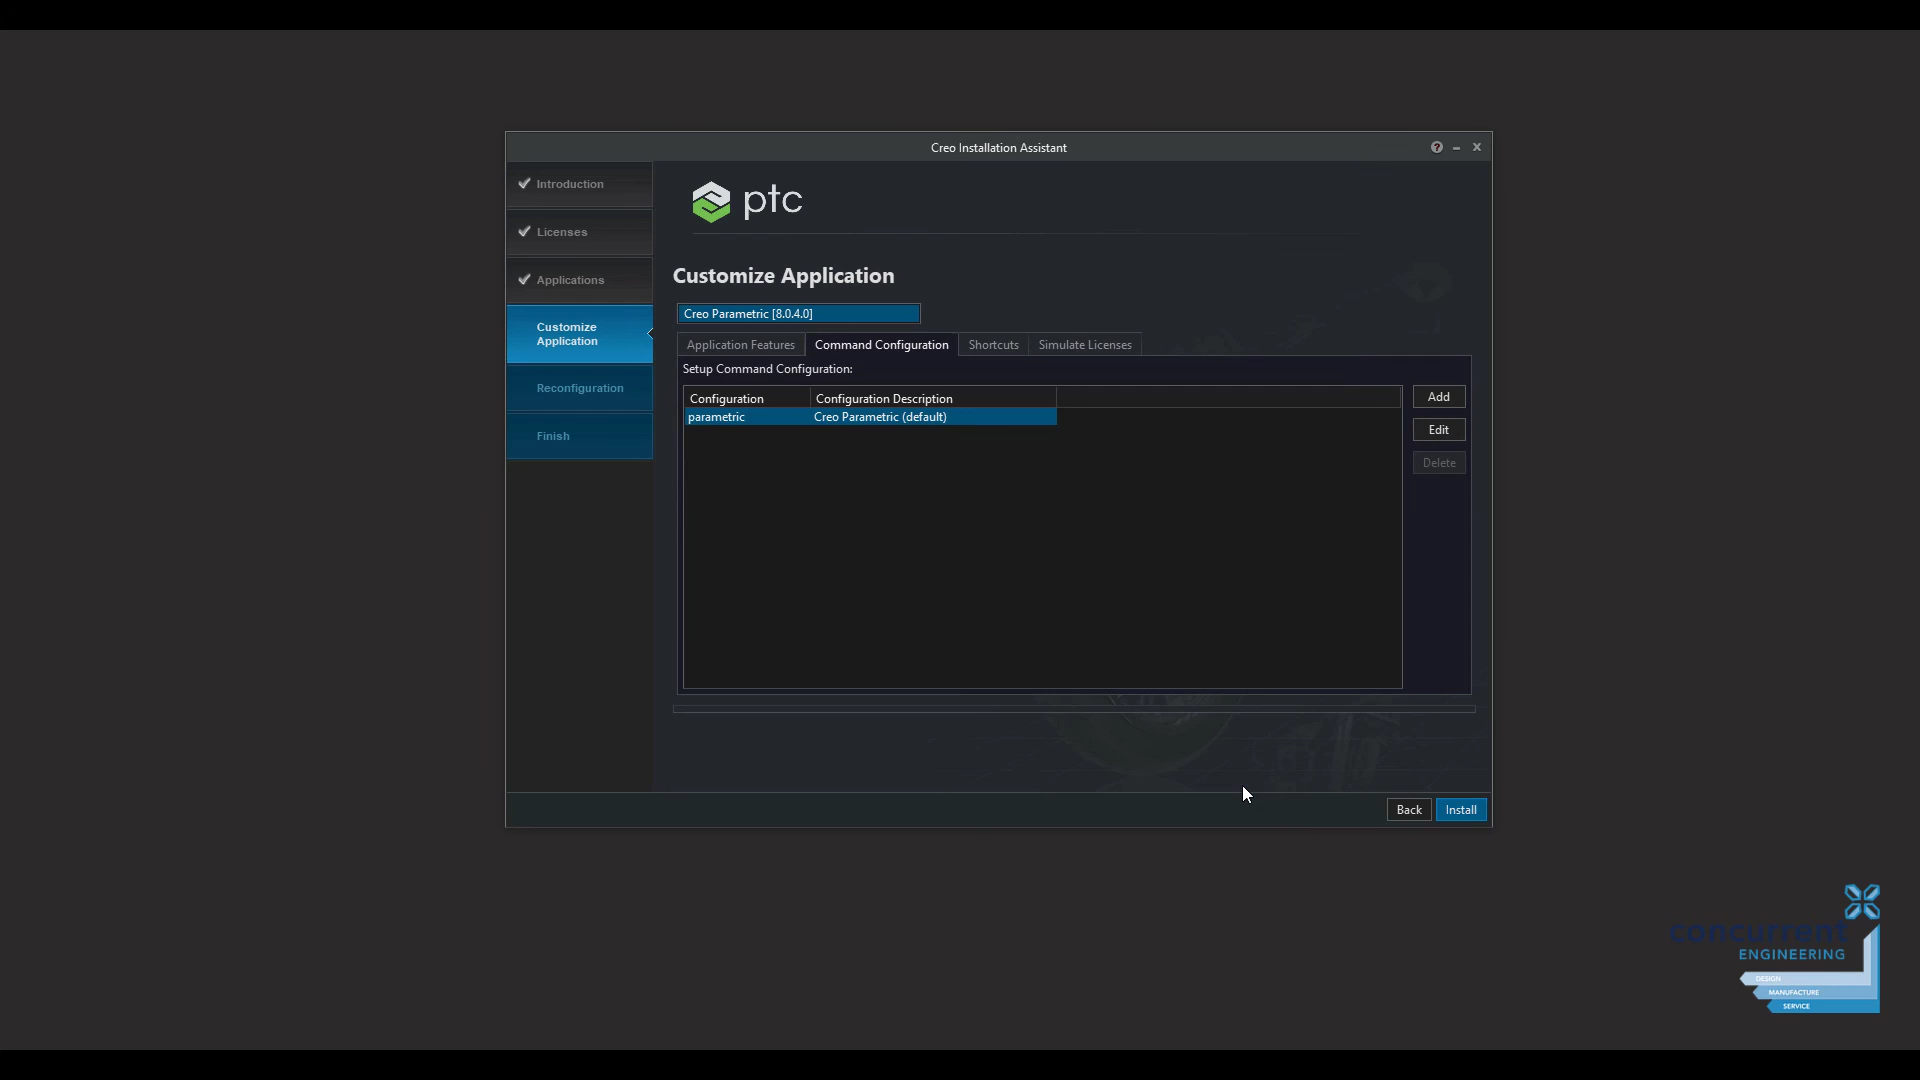 Creo Installation Assistant
?
Introduction
Licenses
Applications
Customize
Application
Reconfiguration
Finish
ptc
Customize Application
Creo Parametric [8.0.4.0]
Application Features
Command Configuration
Shortcuts
Simulate Licenses
Setup Command Configuration:
Configuration
Configuration Description
parametric
Creo Parametric (default)
Add
Edit
Delete
Back
Install
concurrent
ENGINEERING
DESIGN
MANUFACTURE
SERVICE